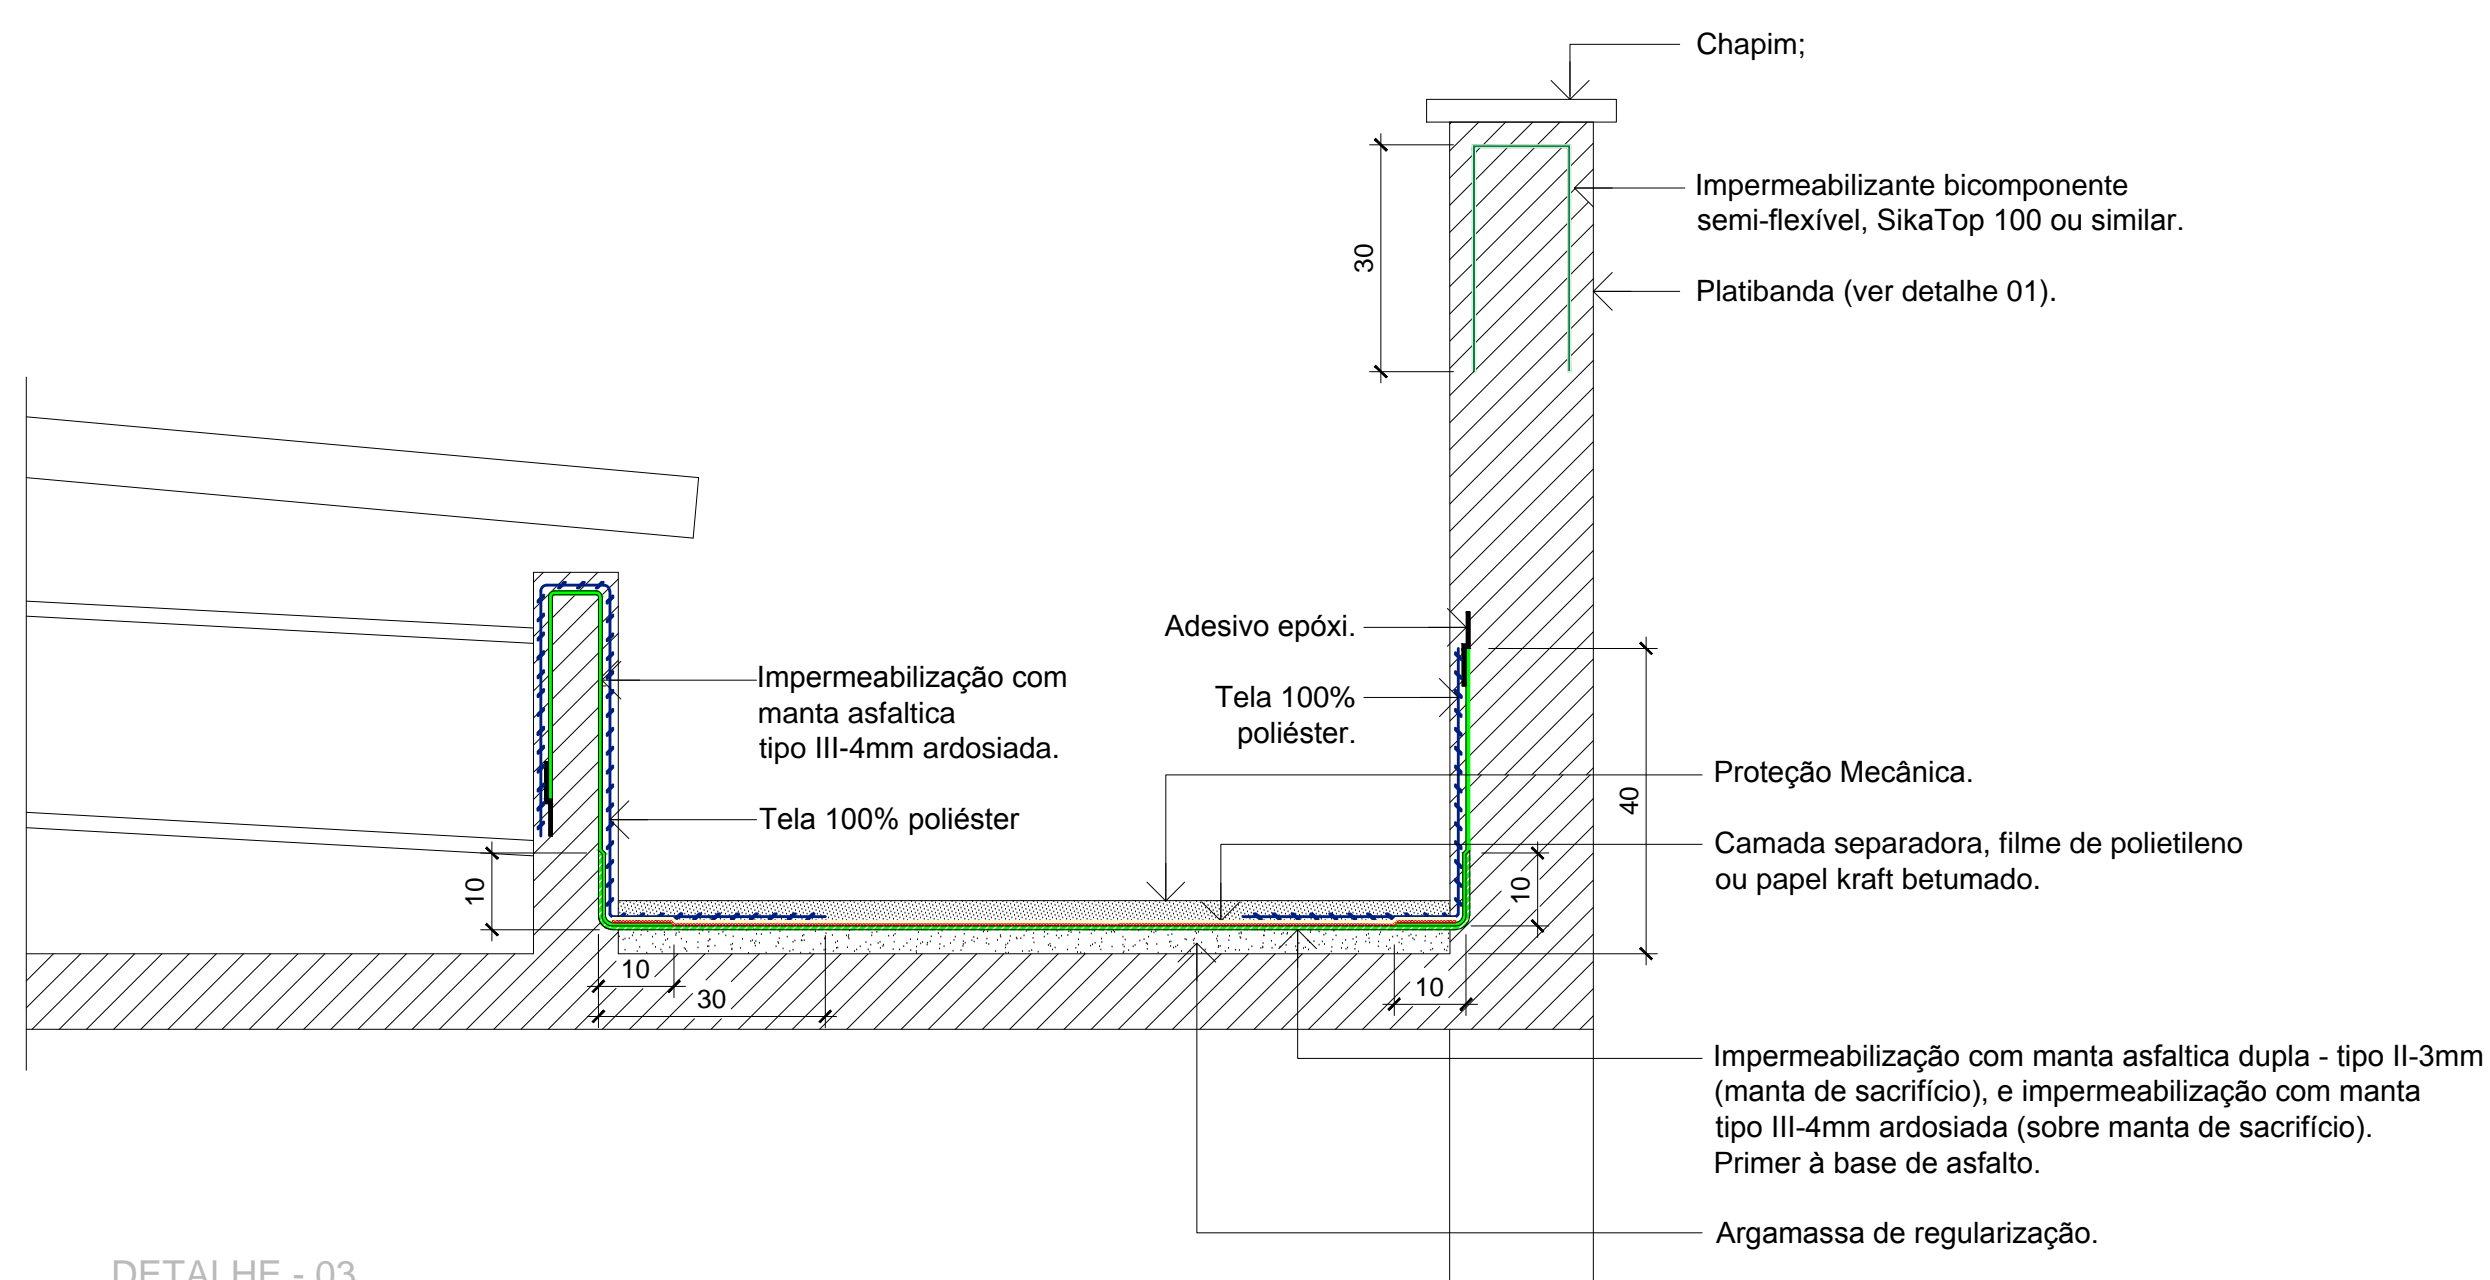 Chapim;
Impermeabilizante bicomponente
semi-flexível, SikaTop 100 ou similar.
30
Platibanda (ver detalhe 01).
Adesivo epóxi.
Impermeabilização com
manta asfaltica
tipo III-4mm ardosiada.
Tela 100%
poliéster.
Proteção Mecânica.
40
Tela 100% poliéster
Camada separadora, filme de polietileno
ou papel kraft betumado.
10
10
10
30
10
Impermeabilização com manta asfaltica dupla - tipo II-3mm
(manta de sacrifício), e impermeabilização com manta
tipo III-4mm ardosiada (sobre manta de sacrifício).
Primer à base de asfalto.
Argamassa de regularização.
DETALHE - 03